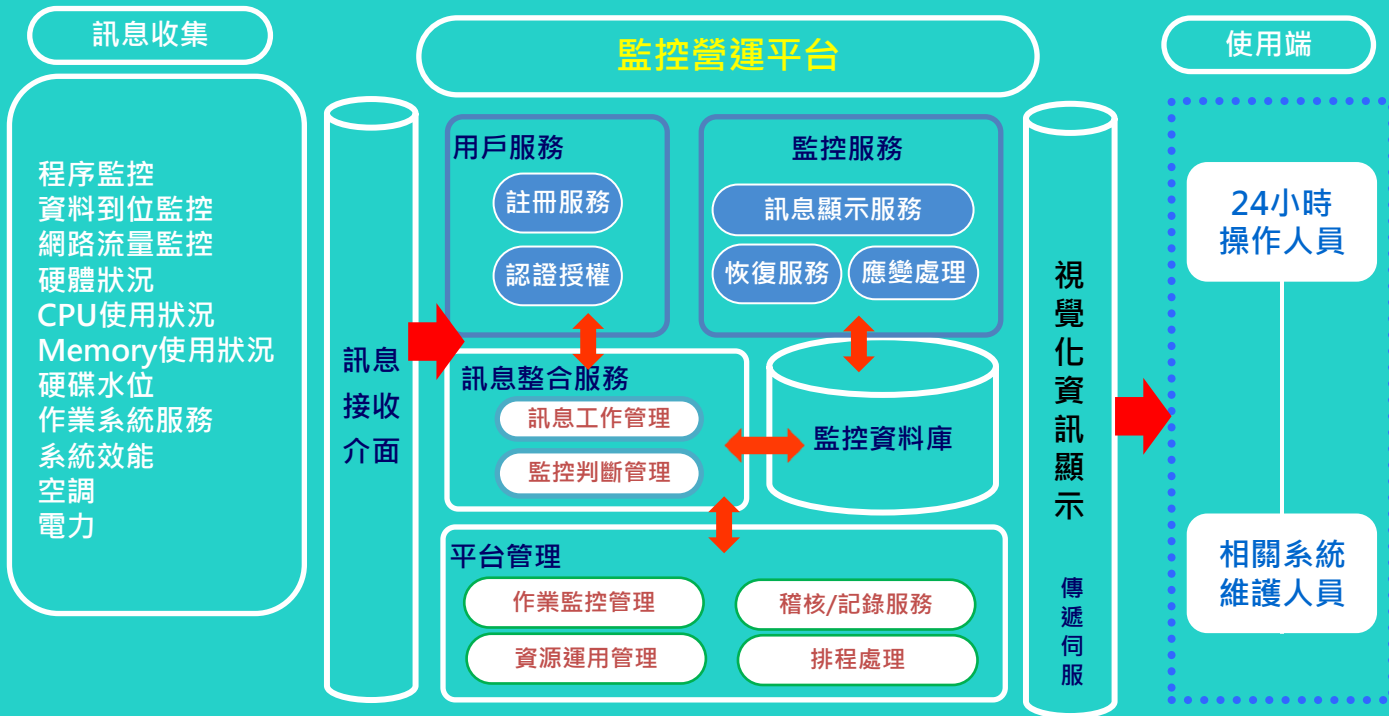 訊息收集
程序監控
資料到位監控
網路流量監控
硬體狀況
CPU使用狀況
Memory使用狀況
硬碟水位
作業系統服務
系統效能
空調
電力
訊息
接收
介面
監控營運平台
用戶服務
註冊服務
認證授權
監控服務
訊息顯示服務
恢復服務
應變處理
訊息整合服務
訊息工作管理
監控判斷管理
監控資料庫
平台管理
作業監控管理
稽核/記錄服務
資源運用管理
排程處理
視覺化資訊顯示
傳遞伺服
使用端
24小時
操作人員
相關系統
維護人員